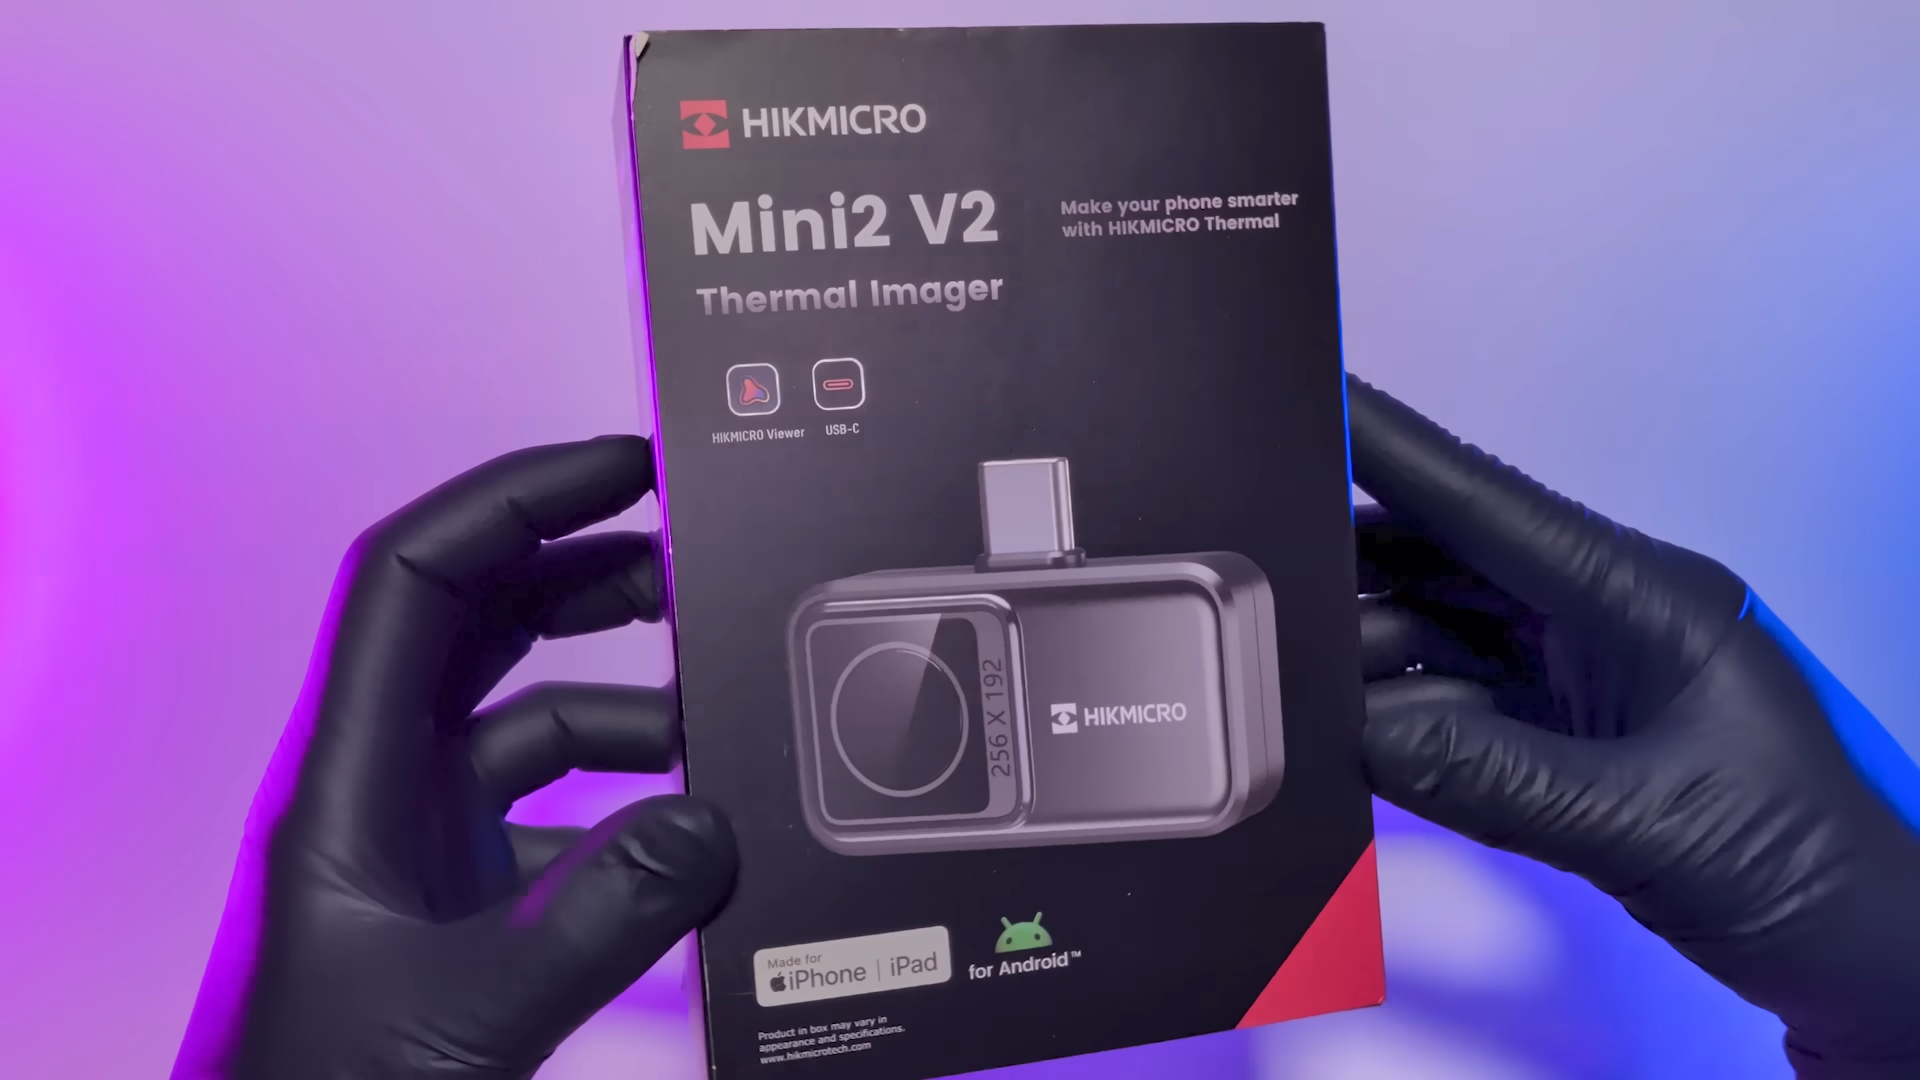 HIKMICRO
Mini2 V2
Make your phone smarter
with HIKMICRO Thermal
Thermal Imager
HIKMICRO Viewer
USB-C
256 X 192
HIKMICRO
Made for
iPhone | iPad
for Android™
Product in box may vary in
appearance and specifications.
www.hikmicrotech.com